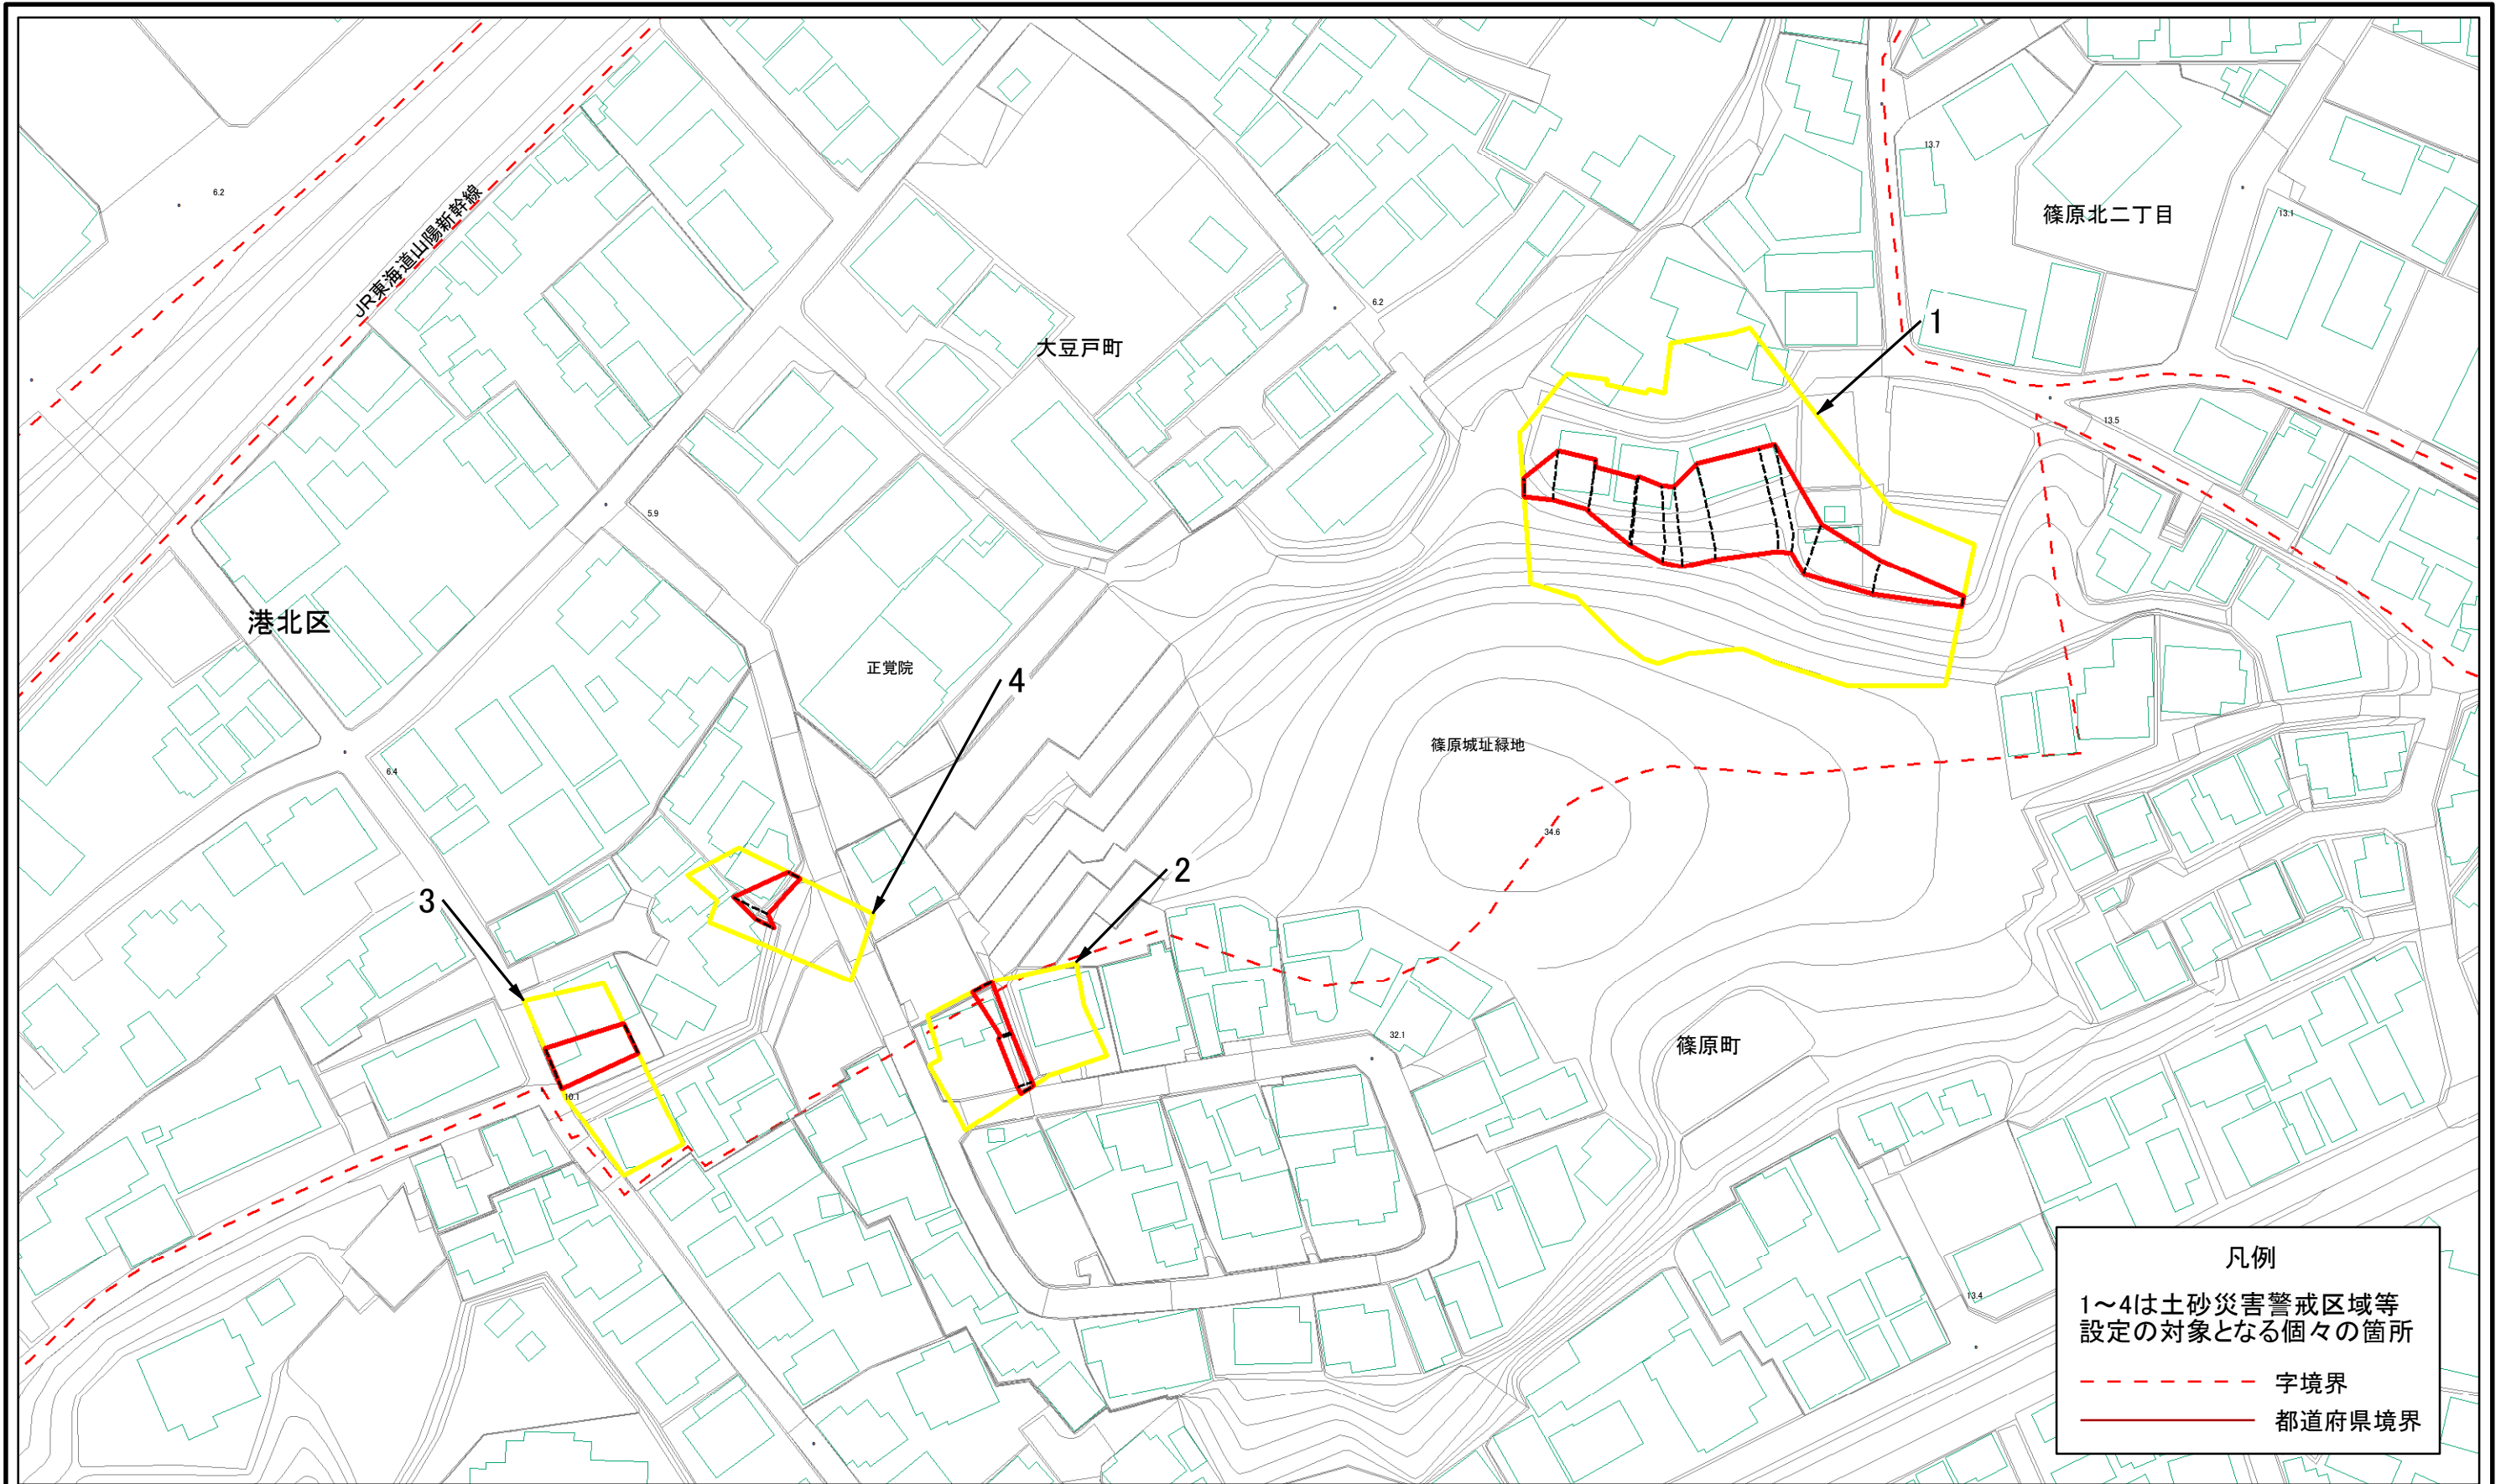 6.2
JR東海道山陽新幹線
大豆戸町
6.2
13.7
篠原北二丁目
13.1
1
13.5
5.9
港北区
正覚院
4
篠原城址緑地
6.4
34.6
2
3
32.1
篠原町
10.1
13.4
凡例
1～4は土砂災害警戒区域等
設定の対象となる個々の箇所
字境界
都道府県境界